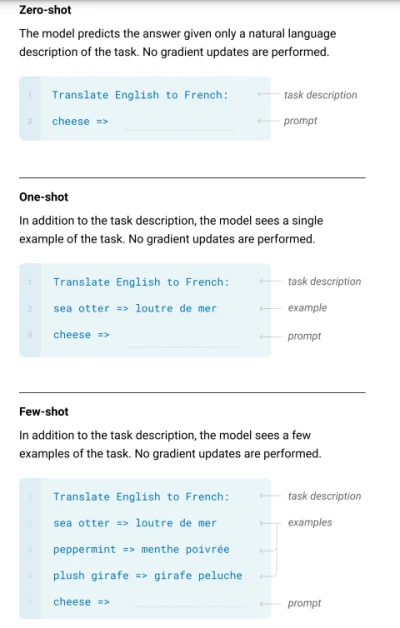 Zero-shot
The model predicts the answer given only a natural language
description of the task. No gradient updates are performed.
1 Translate English to French: task description
2 cheese => prompt
One-shot
In addition to the task description, the model sees a single
example of the task. No gradient updates are performed.
1 Translate English to French: task description
2 sea otter => loutre de mer example
3 cheese => prompt
Few-shot
In addition to the task description, the model sees a few
examples of the task. No gradient updates are performed.
1 Translate English to French: task description
2 sea otter => loutre de mer examples
3 peppermint => menthe poivrée
4 plush girafe => girafe peluche
5 cheese => prompt